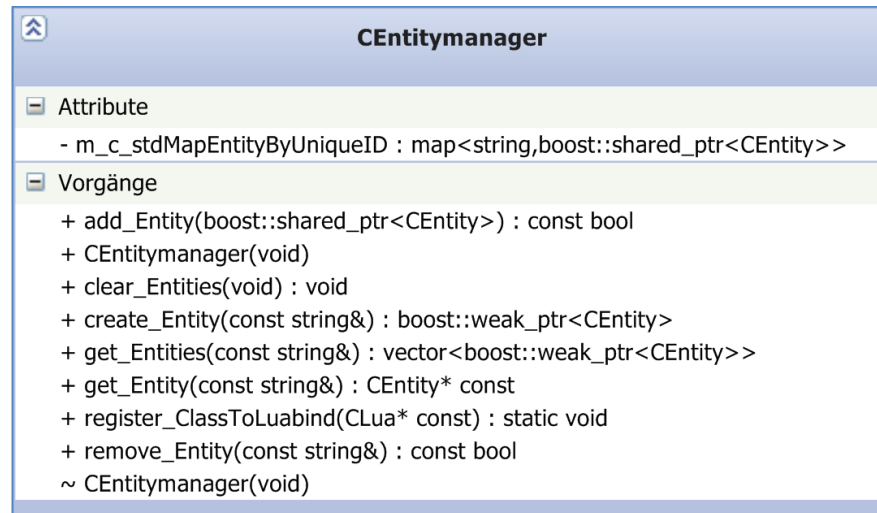 CEntitymanager
Attribute
- m_c_stdMapEntityByUniqueID : map<string,boost::shared_ptr<CEntity>>
Vorgänge
+ add_Entity(boost::shared_ptr<CEntity>) : const bool
+ CEntitymanager(void)
+ clear_Entities(void) : void
+ create_Entity(const string&) : boost::weak_ptr<CEntity>
+ get_Entities(const string&) : vector<boost::weak_ptr<CEntity>>
+ get_Entity(const string&) : CEntity* const
+ register_ClassToLuabind(CLua* const) : static void
+ remove_Entity(const string&) : const bool
~ CEntitymanager(void)